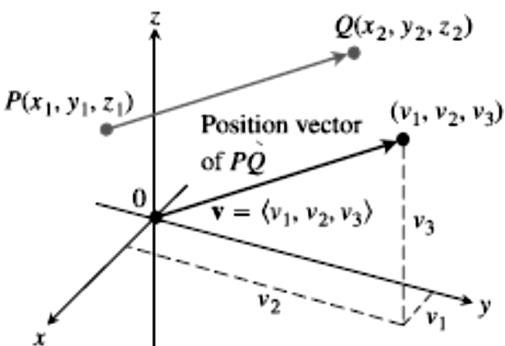 z
Q(x₂, y₂, z₂)
P(x₁, y₁, z₁)
(v₁, v₂, v₃)
Position vector
of PQ
0
v = ⟨v₁, v₂, v₃⟩
v₃
v₂
v₁
y
x